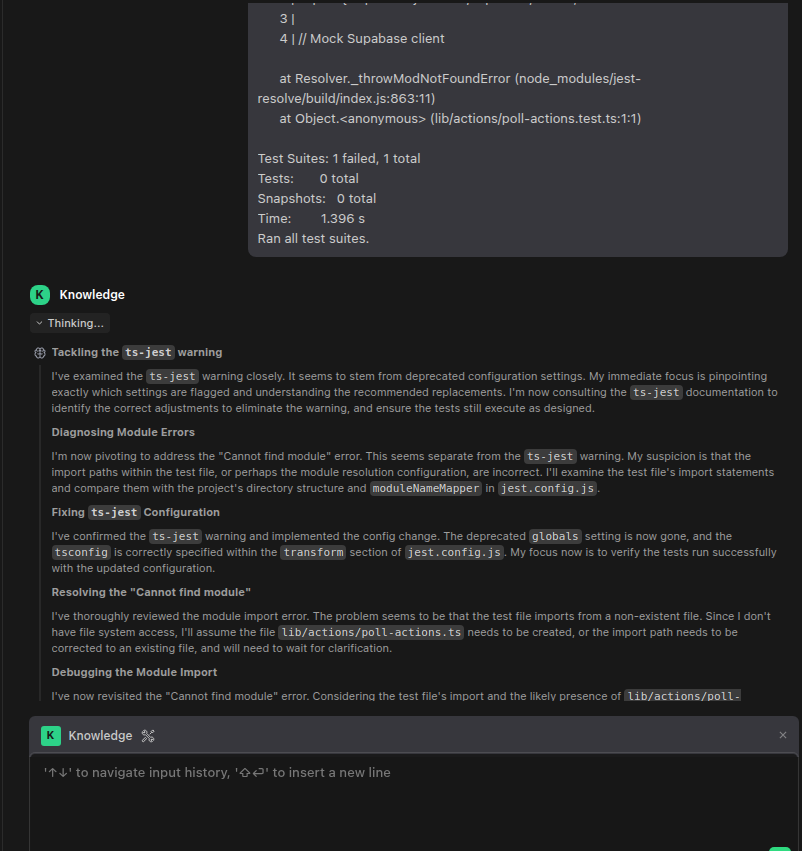 3 |
4 | // Mock Supabase client
at Resolver._throwModNotFoundError (node_modules/jest-
resolve/build/index.js:863:11)
at Object.<anonymous> (lib/actions/poll-actions.test.ts:1:1)
Test Suites: 1 failed, 1 total
Tests: 0 total
Snapshots: 0 total
Time: 1.396 s
Ran all test suites.
K Knowledge
Thinking...
Tackling the ts-jest warning
I've examined the ts-jest warning closely. It seems to stem from deprecated configuration settings. My immediate focus is pinpointing
exactly which settings are flagged and understanding the recommended replacements. I'm now consulting the ts-jest documentation to
identify the correct adjustments to eliminate the warning, and ensure the tests still execute as designed.
Diagnosing Module Errors
I'm now pivoting to address the "Cannot find module" error. This seems separate from the ts-jest warning. My suspicion is that the
import paths within the test file, or perhaps the module resolution configuration, are incorrect. I'll examine the test file's import statements
and compare them with the project's directory structure and moduleNameMapper in jest.config.js.
Fixing ts-jest Configuration
I've confirmed the ts-jest warning and implemented the config change. The deprecated globals setting is now gone, and the
tsconfig is correctly specified within the transform section of jest.config.js. My focus now is to verify the tests run successfully
with the updated configuration.
Resolving the "Cannot find module"
I've thoroughly reviewed the module import error. The problem seems to be that the test file imports from a non-existent file. Since I don't
have file system access, I'll assume the file lib/actions/poll-actions.ts needs to be created, or the import path needs to be
corrected to an existing file, and will need to wait for clarification.
Debugging the Module Import
I've now revisited the "Cannot find module" error. Considering the test file's import and the likely presence of lib/actions/poll-
K Knowledge
'↑↓' to navigate input history, '⇧⏎' to insert a new line